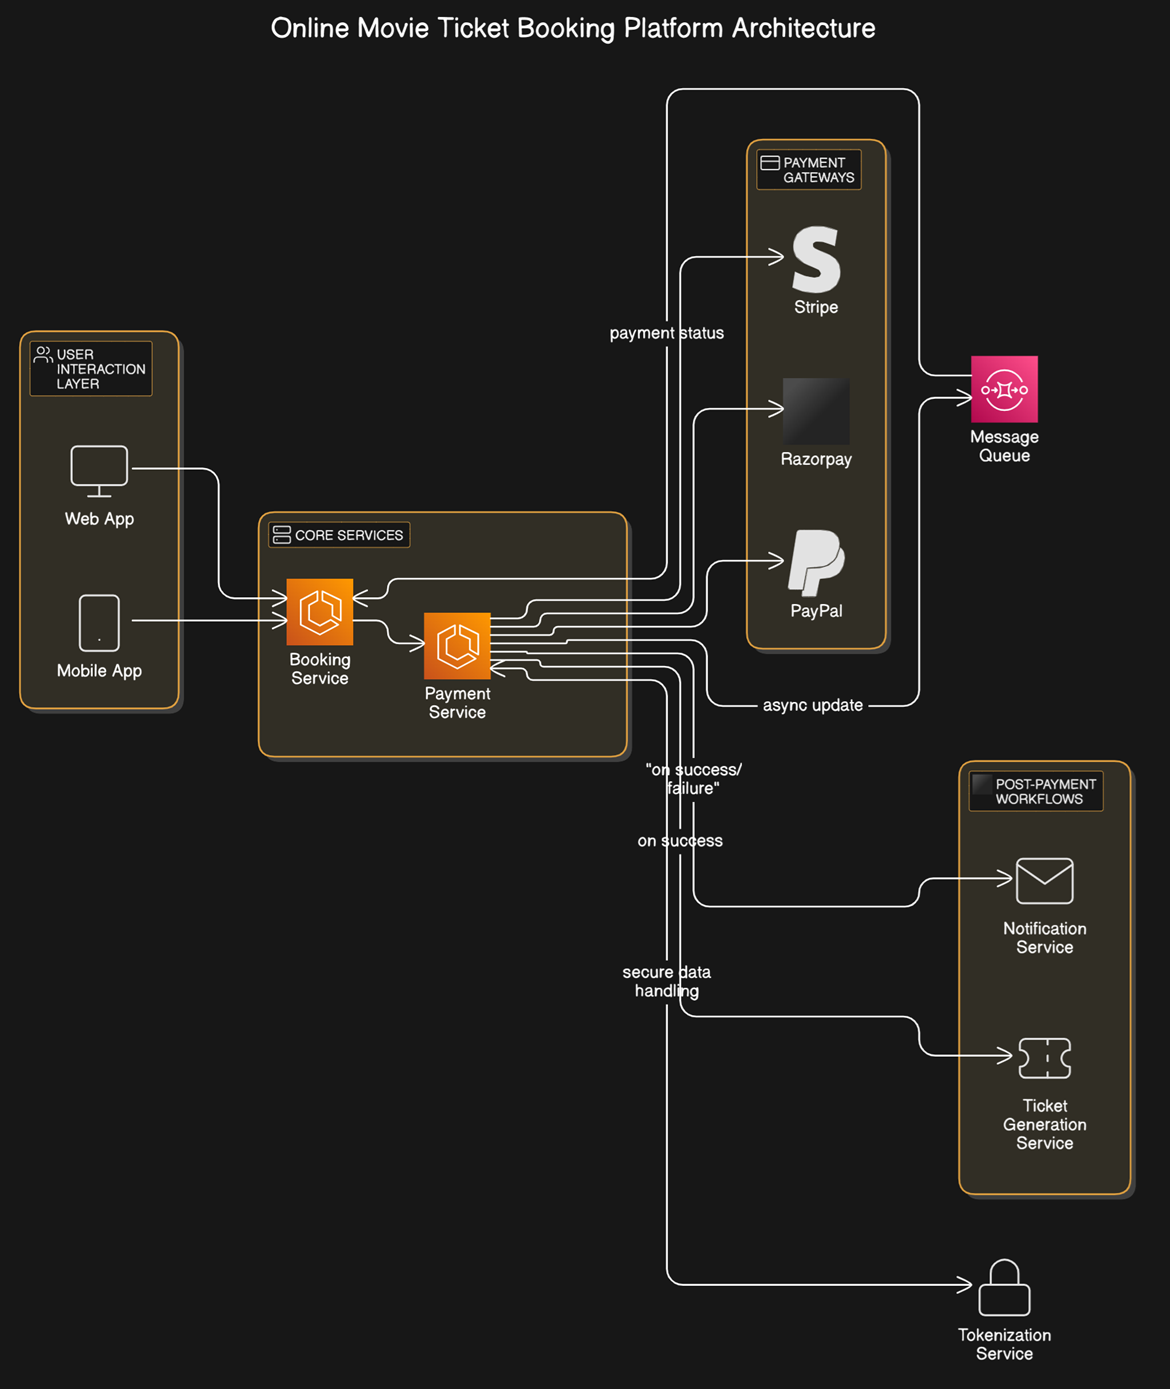 Online Movie Ticket Booking Platform Architecture
PAYMENT
GATEWAYS
Stripe
payment status
USER
INTERACTION
LAYER
Message
Queue
Razorpay
Web App
CORE SERVICES
PayPal
Mobile App
Booking
Service
Payment
Service
async update
"on success/
failure"
POST-PAYMENT
WORKFLOWS
on success
Notification
Service
secure data
handling
Ticket
Generation
Service
Tokenization
Service